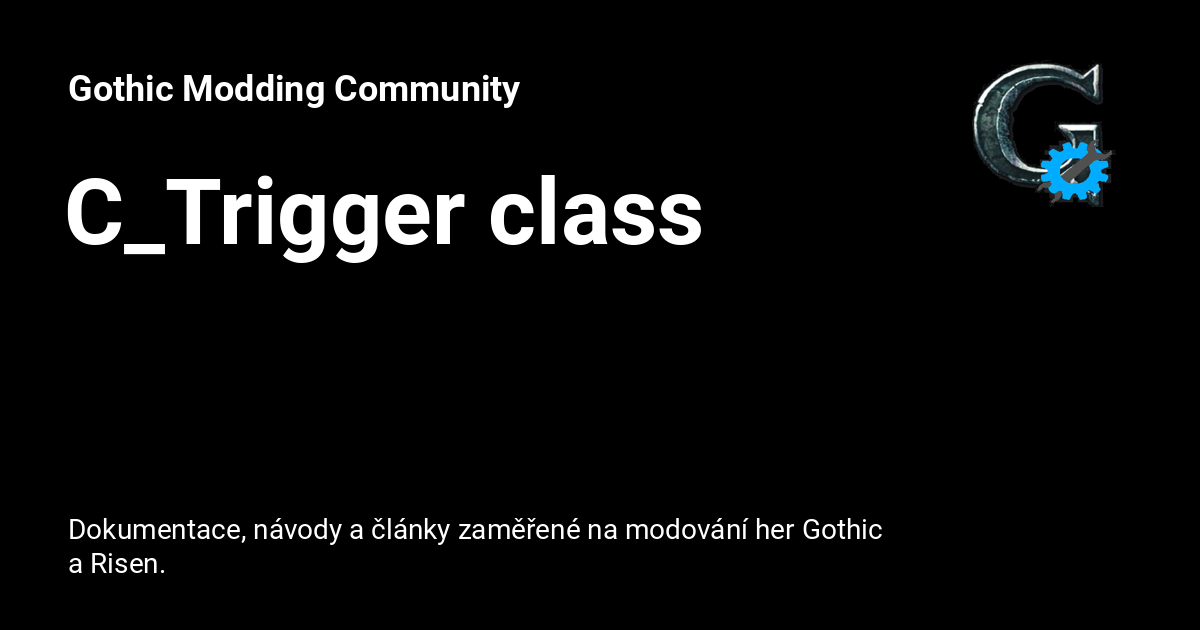 Gothic Modding Community
C_Trigger class
Dokumentace, návody a články zaměřené na modování her Gothic
a Risen.